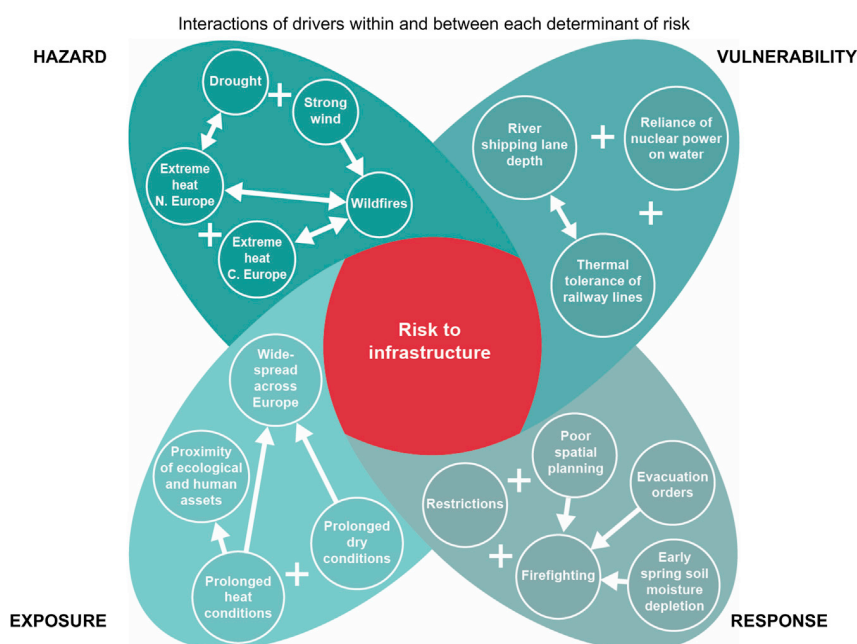 Interactions of drivers within and between each determinant of risk
HAZARD
VULNERABILITY
Drought
+
Strong
wind
Extreme
heat
N. Europe
Wildfires
+
Extreme
heat
C. Europe
River
shipping lane
depth
+
Reliance of
nuclear power
on water
+
Thermal
tolerance of
railway lines
Risk to
infrastructure
Wide-
spread
across
Europe
Proximity
of ecological
and human
assets
Prolonged
dry
conditions
+
Prolonged
heat
conditions
Poor
spatial
planning
+
Restrictions
Evacuation
orders
+
Firefighting
Early
spring soil
moisture
depletion
EXPOSURE
RESPONSE